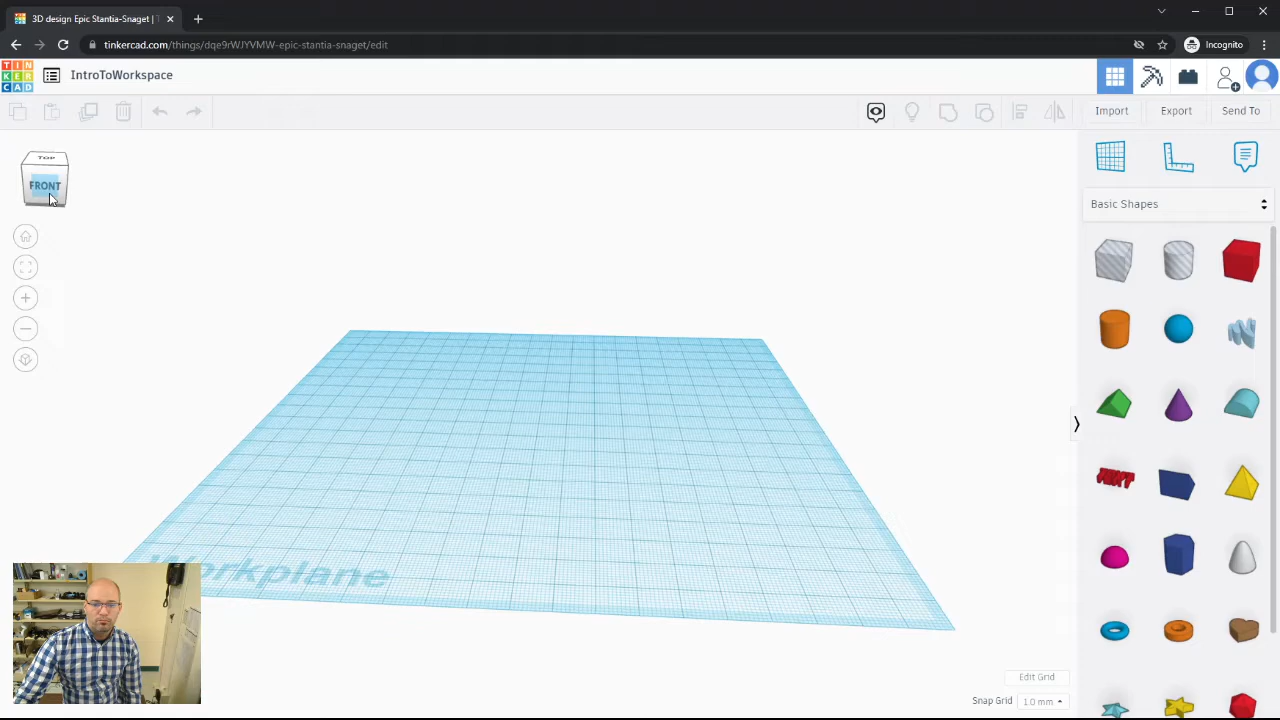 3D design Epic Stantia-Snaget | T
Incognito
tinkercad.com/things/dqe9rWJYVMW-epic-stantia-snaget/edit
TIN
KER
CAD
IntroToWorkspace
Import
Export
Send To
TOP
FRONT
Basic Shapes
Workplane
Edit Grid
Snap Grid
1.0 mm